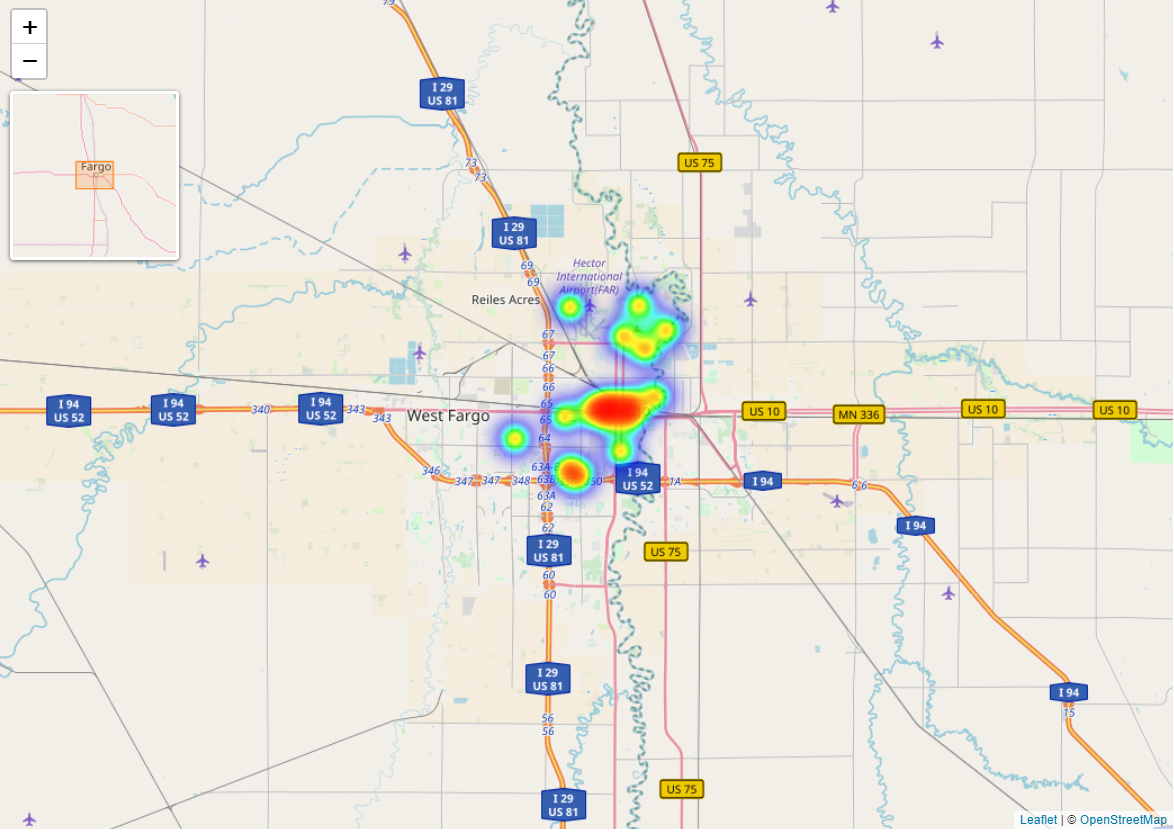 79
+
−
I 29
US 81
Fargo
US 75
73
73
I 29
US 81
69
69
Hector
International
Airport(FAR)
Reiles Acres
67
67
66
66
I 94
US 52
I 94
US 52
340
I 94
US 52
343
343
West Fargo
65
65
US 10
MN 336
US 10
US 10
64
63A-B
346
347
347
348
63B
350
I 94
US 52
1A
I 94
6
6
63A
62
62
I 94
I 29
US 81
US 75
60
60
I 29
US 81
I 94
15
56
56
US 75
I 29
US 81
Leaflet | © OpenStreetMap